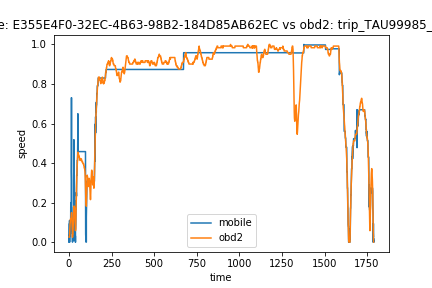 e: E355E4F0-32EC-4B63-98B2-184D85AB62EC vs obd2: trip_TAU99985_
1.0
0.8
0.6
0.4
0.2
0.0
speed
mobile
obd2
0 250 500 750 1000 1250 1500 1750
time